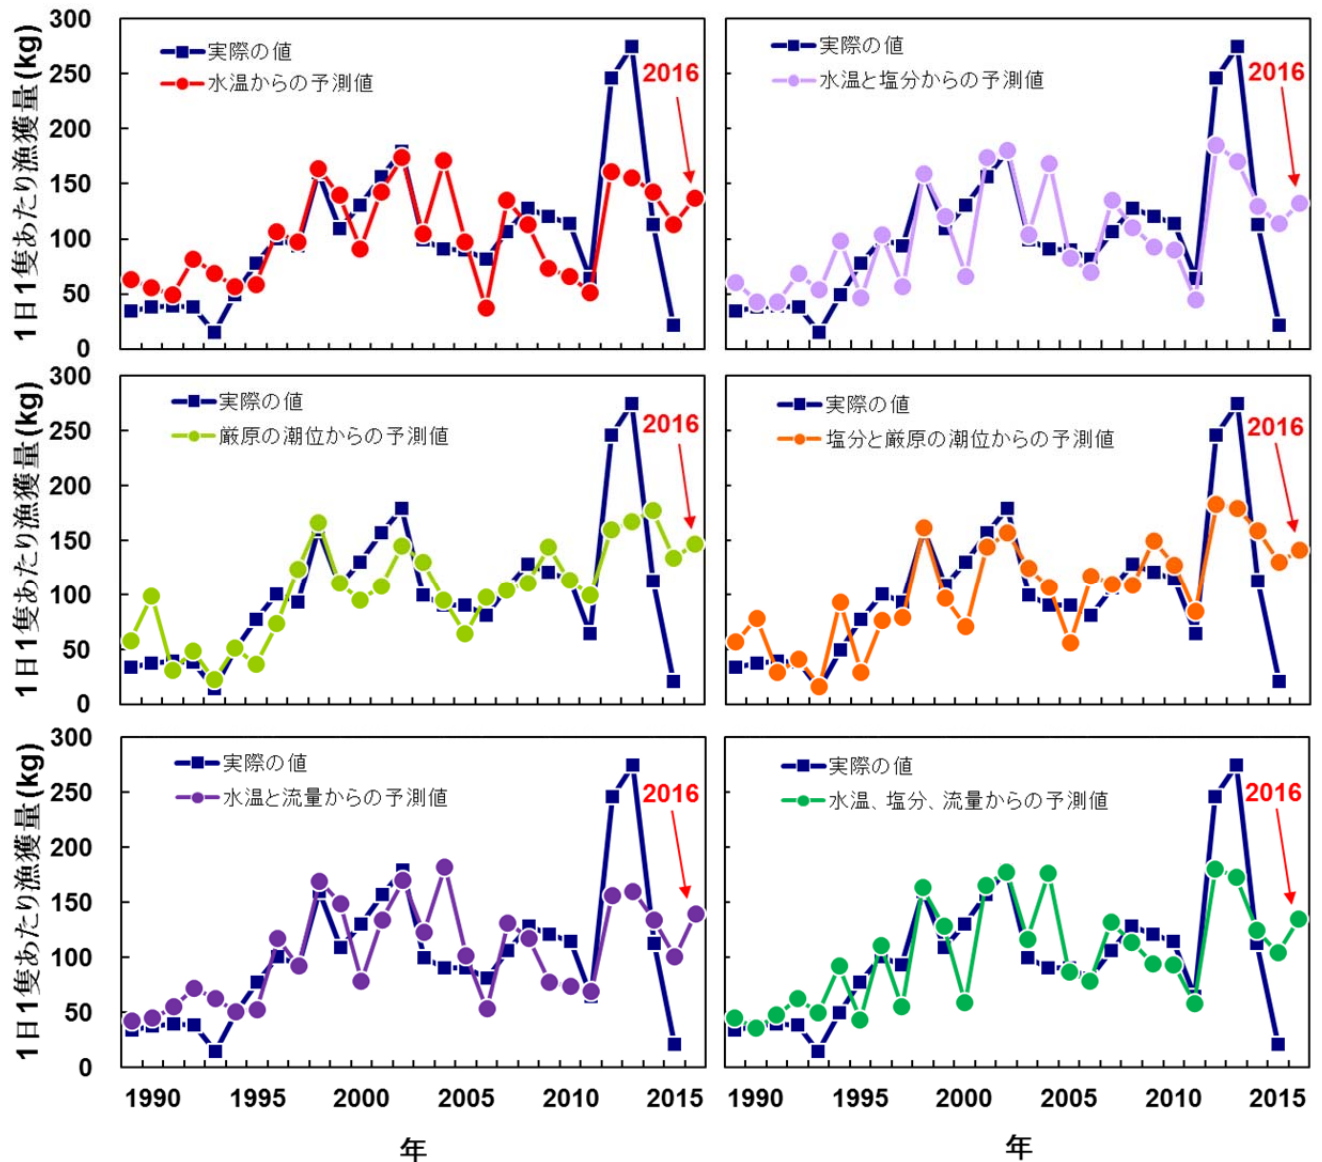 1日1隻あたり漁獲量(kg)
300
250
200
150
100
50
0
実際の値
水温からの予測値
2016
実際の値
水温と塩分からの予測値
2016
1日1隻あたり漁獲量(kg)
300
250
200
150
100
50
0
実際の値
厳原の潮位からの予測値
2016
実際の値
塩分と厳原の潮位からの予測値
2016
1日1隻あたり漁獲量(kg)
300
250
200
150
100
50
0
実際の値
水温と流量からの予測値
2016
実際の値
水温、塩分、流量からの予測値
2016
1990 1995 2000 2005 2010 2015
1990 1995 2000 2005 2010 2015
年
年